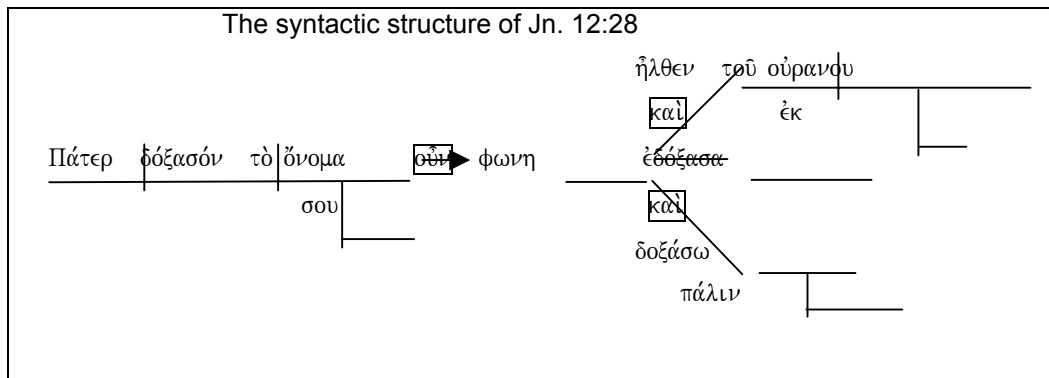 The syntactic structure of Jn. 12:28
ἦλθεν τοῦ οὐρανου
καὶ ἐκ
Πάτερ δόξασόν τὸ ὄνομα οὖν φωνη ἐδόξασα
σου καὶ
δοξάσω
πάλιν